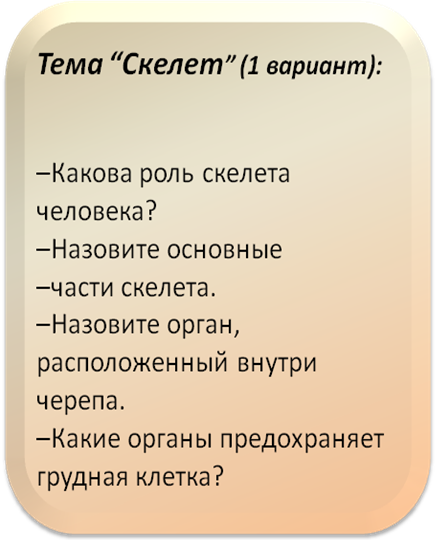 Тема “Скелет” (1 вариант):
–Какова роль скелета
человека?
–Назовите основные
–части скелета.
–Назовите орган,
расположенный внутри
черепа.
–Какие органы предохраняет
грудная клетка?